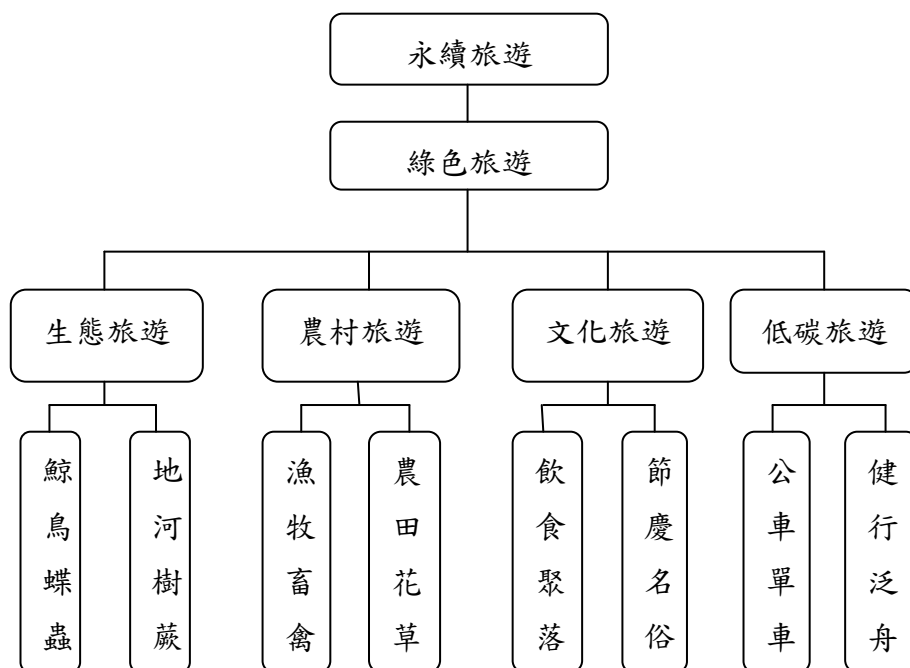 永續旅遊
綠色旅遊
生態旅遊
農村旅遊
文化旅遊
低碳旅遊
鯨鳥蝶蟲
地河樹蕨
漁牧畜禽
農田花草
飲食聚落
節慶名俗
公車單車
健行泛舟